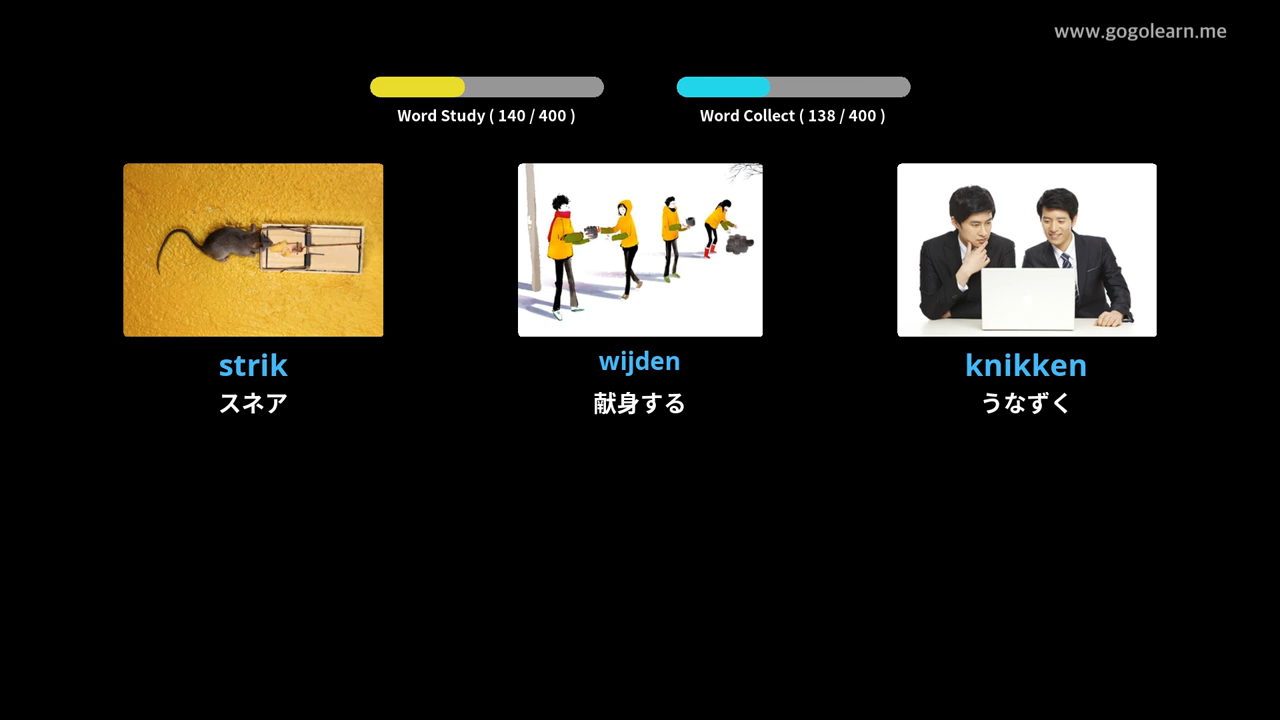 www.gogolearn.me
Word Study ( 140 / 400 )
Word Collect ( 138 / 400 )
strik
wijden
knikken
スネア
献身する
うなずく